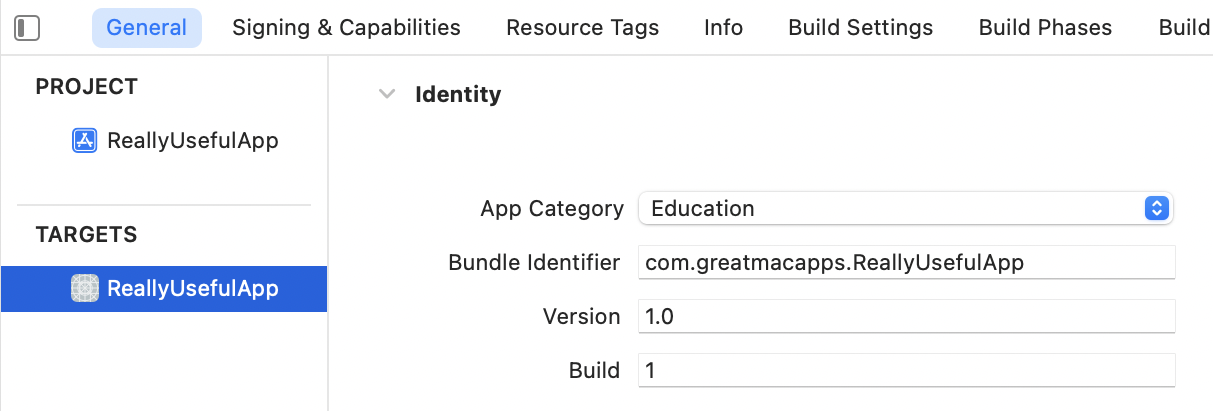 General Signing & Capabilities Resource Tags Info Build Settings Build Phases Build
PROJECT
ReallyUsefulApp
TARGETS
ReallyUsefulApp
Identity
App Category Education
Bundle Identifier com.greatmacapps.ReallyUsefulApp
Version 1.0
Build 1